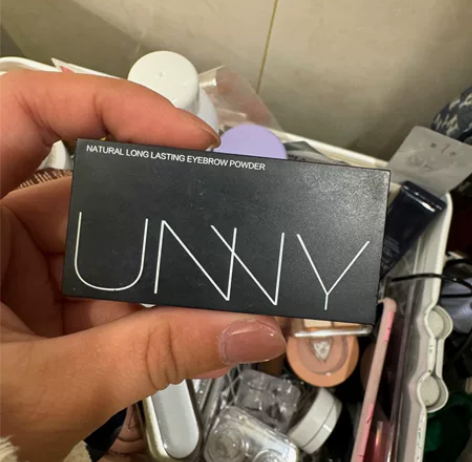 NATURAL LONG LASTING EYEBROW POWDER
UNNY